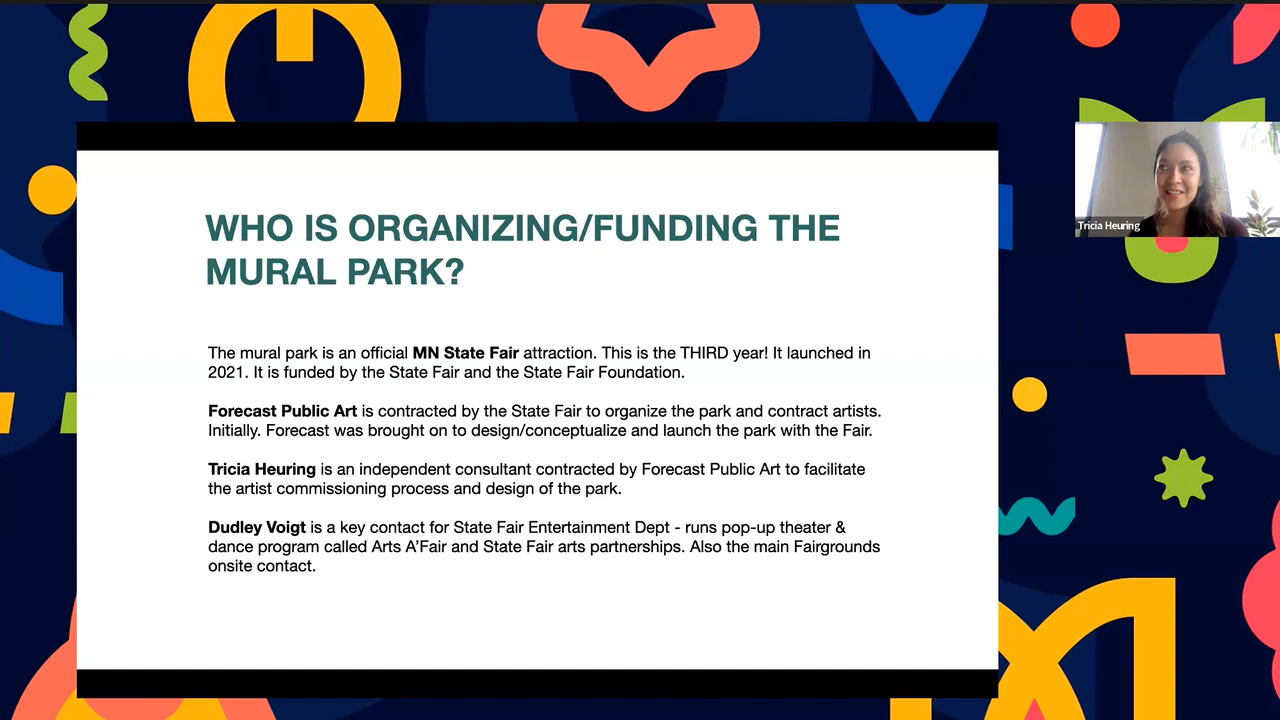 WHO IS ORGANIZING/FUNDING THE
MURAL PARK?
Tricia Heuring
The mural park is an official MN State Fair attraction. This is the THIRD year! It launched in
2021. It is funded by the State Fair and the State Fair Foundation.
Forecast Public Art is contracted by the State Fair to organize the park and contract artists.
Initially. Forecast was brought on to design/conceptualize and launch the park with the Fair.
Tricia Heuring is an independent consultant contracted by Forecast Public Art to facilitate
the artist commissioning process and design of the park.
Dudley Voigt is a key contact for State Fair Entertainment Dept - runs pop-up theater &
dance program called Arts A’Fair and State Fair arts partnerships. Also the main Fairgrounds
onsite contact.